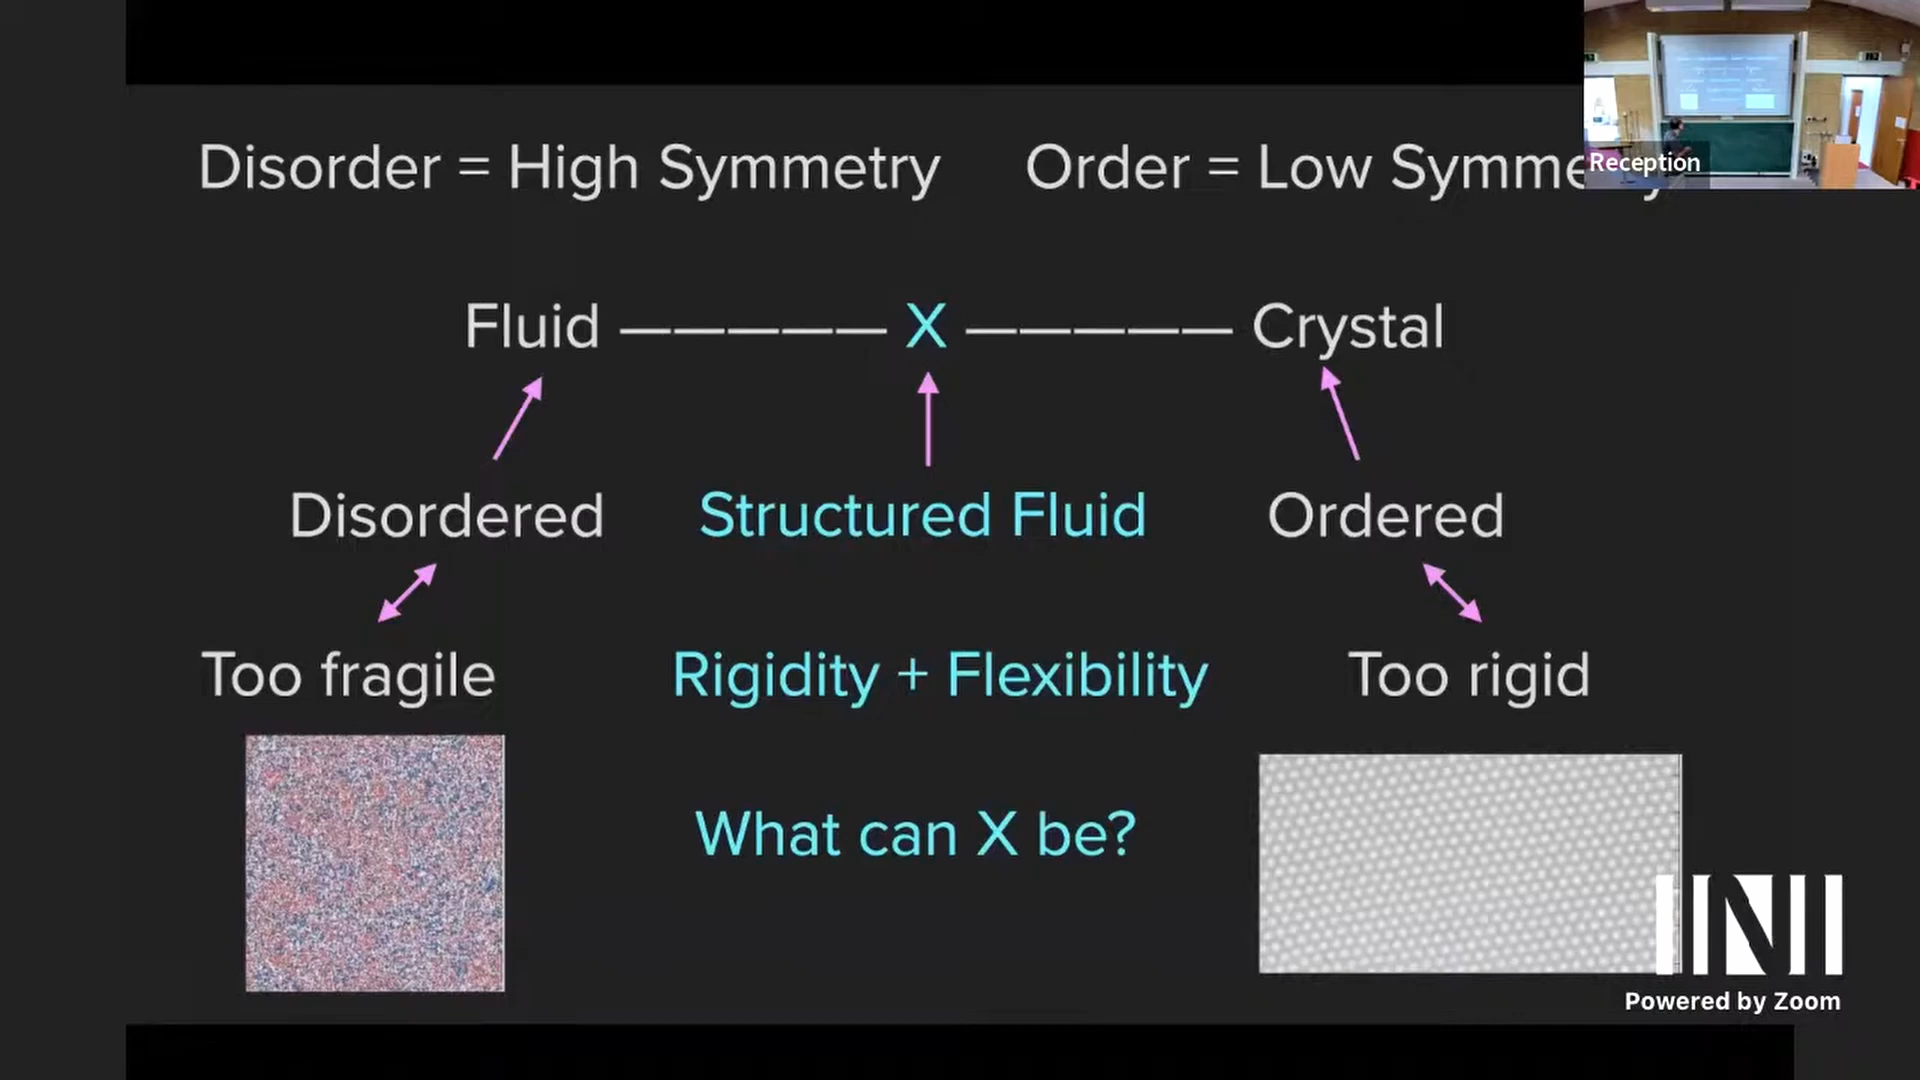 Disorder = High Symmetry Order = Low Symme
Reception
Fluid —————— X —————— Crystal
Disordered Structured Fluid Ordered
Too fragile Rigidity + Flexibility Too rigid
What can X be?
INI
Powered by Zoom